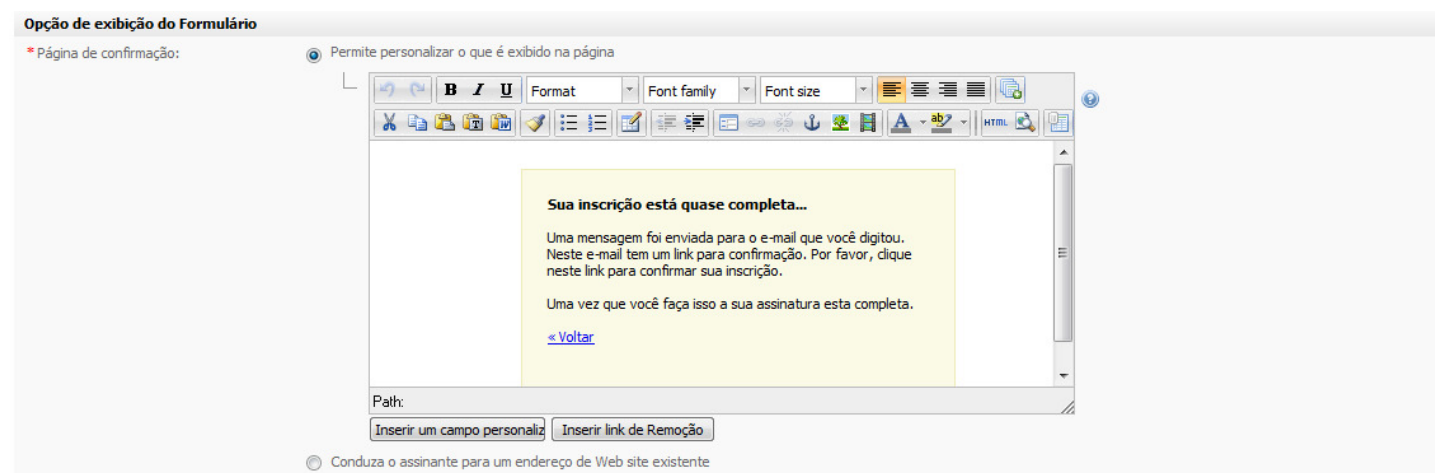 Opção de exibição do Formulário
* Página de confirmação:
Permite personalizar o que é exibido na página
B I U Format Font family Font size
T W A ab HTML
Sua inscrição está quase completa...
Uma mensagem foi enviada para o e-mail que você digitou.
Neste e-mail tem um link para confirmação. Por favor, clique
neste link para confirmar sua inscrição.
Uma vez que você faça isso a sua assinatura esta completa.
« Voltar
Path:
Inserir um campo personaliz Inserir link de Remoção
Conduza o assinante para um endereço de Web site existente